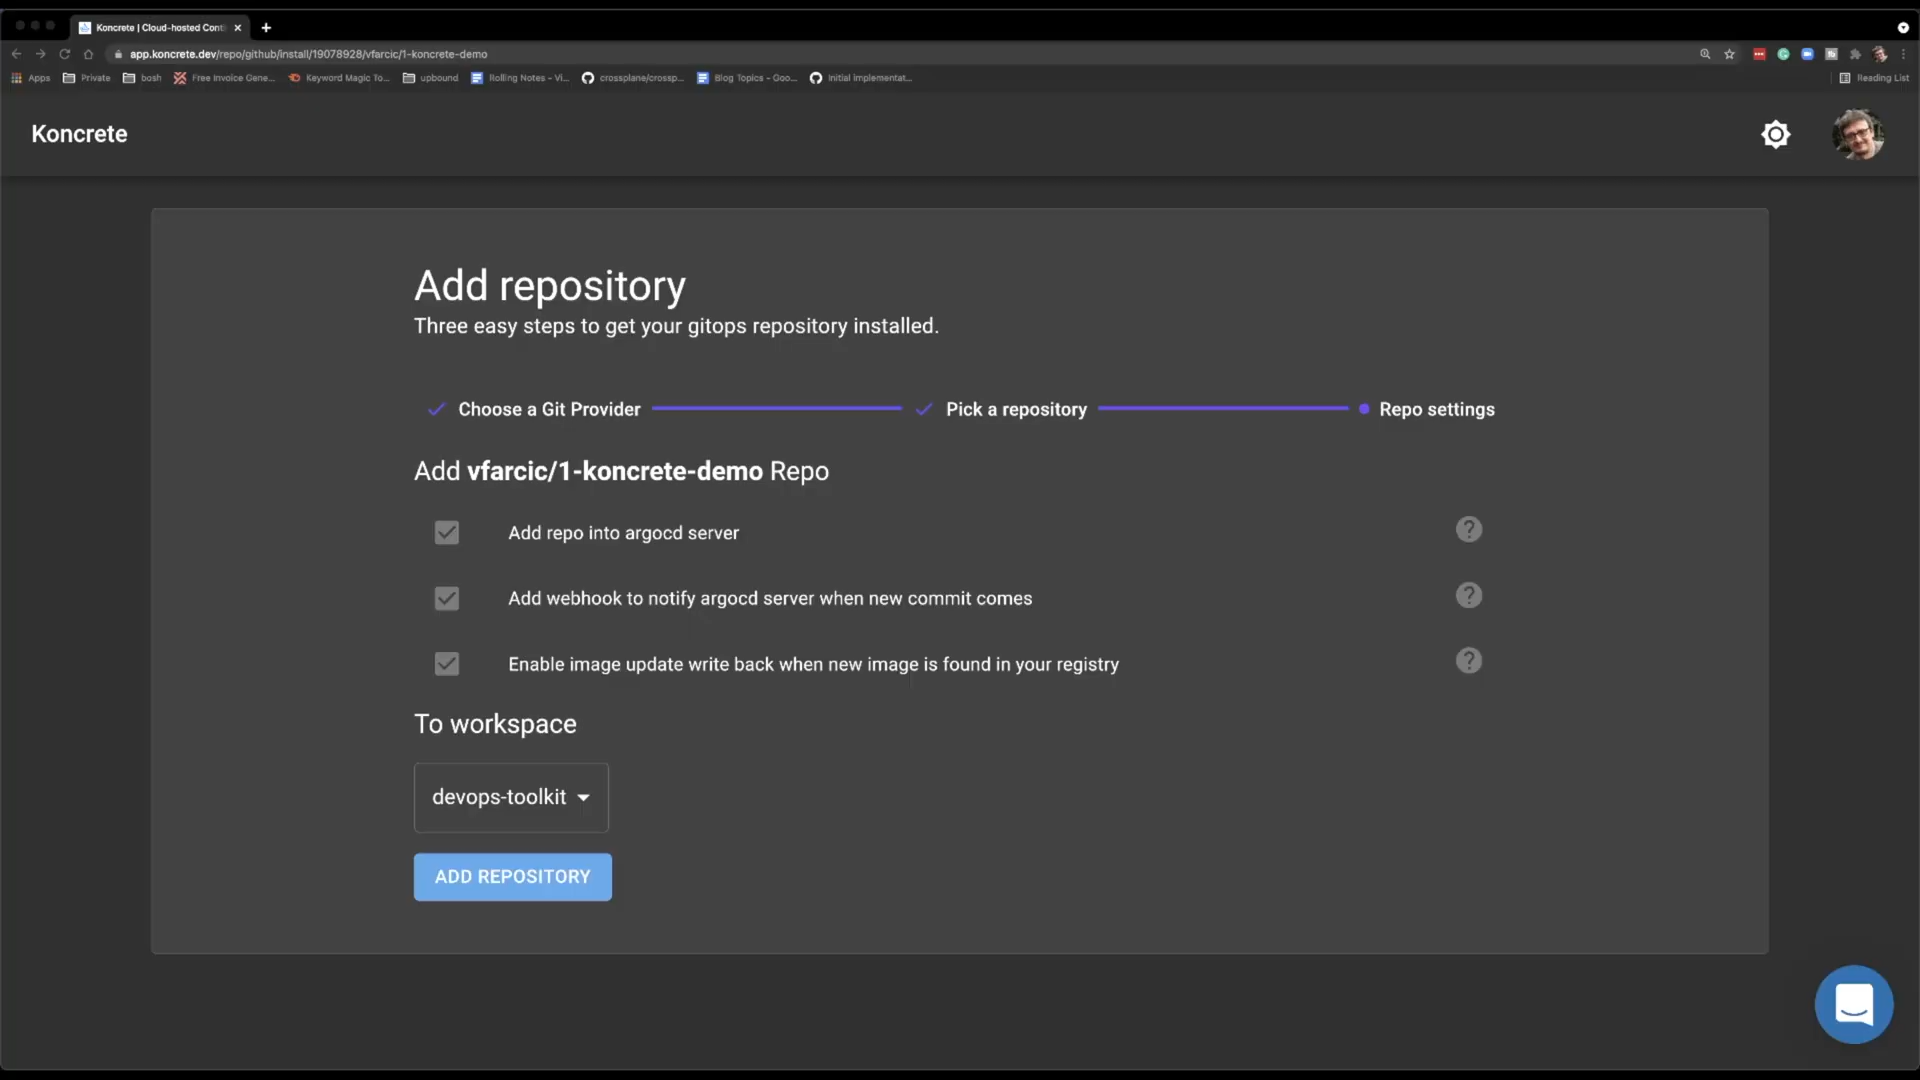 Koncrete | Cloud-hosted Cont
app.koncrete.dev/repo/github/install/19078928/vfarcic/1-koncrete-demo
Apps
Private
bosh
Free Invoice Gene...
Keyword Magic To...
upbound
Rolling Notes - Vi...
crossplane/crossp...
Blog Topics - Goo...
Initial Implementat...
Reading List
Koncrete
Add repository
Three easy steps to get your gitops repository installed.
Choose a Git Provider
Pick a repository
Repo settings
Add vfarcic/1-koncrete-demo Repo
Add repo into argocd server
?
Add webhook to notify argocd server when new commit comes
?
Enable image update write back when new image is found in your registry
?
To workspace
devops-toolkit
ADD REPOSITORY